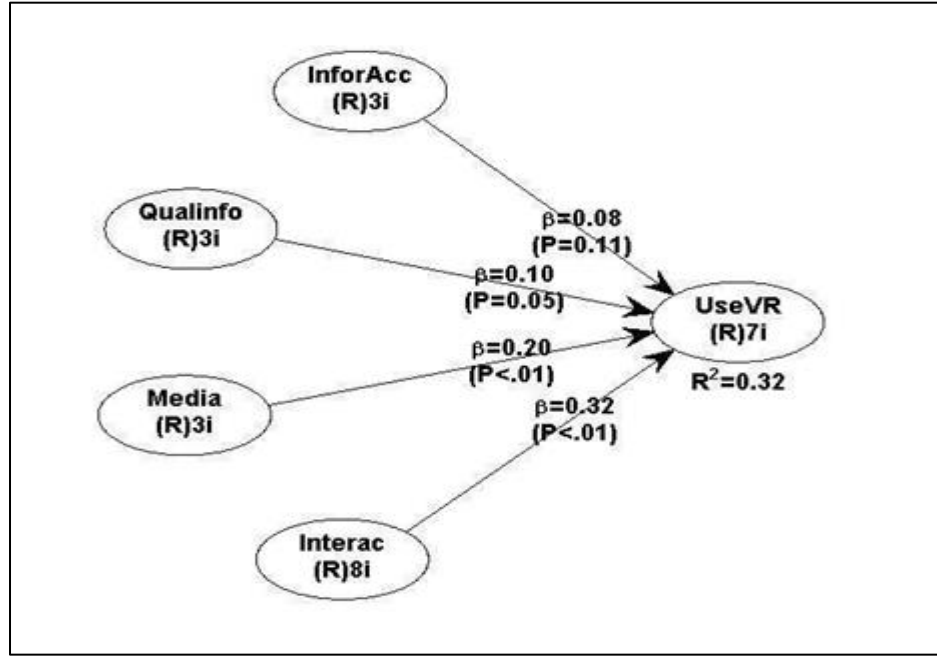 InforAcc
(R)3i
Qualinfo
(R)3i
β=0.08
(P=0.11)
β=0.10
(P=0.05)
UseVR
(R)7i
R²=0.32
β=0.20
(P<.01)
Media
(R)3i
β=0.32
(P<.01)
Interac
(R)8i